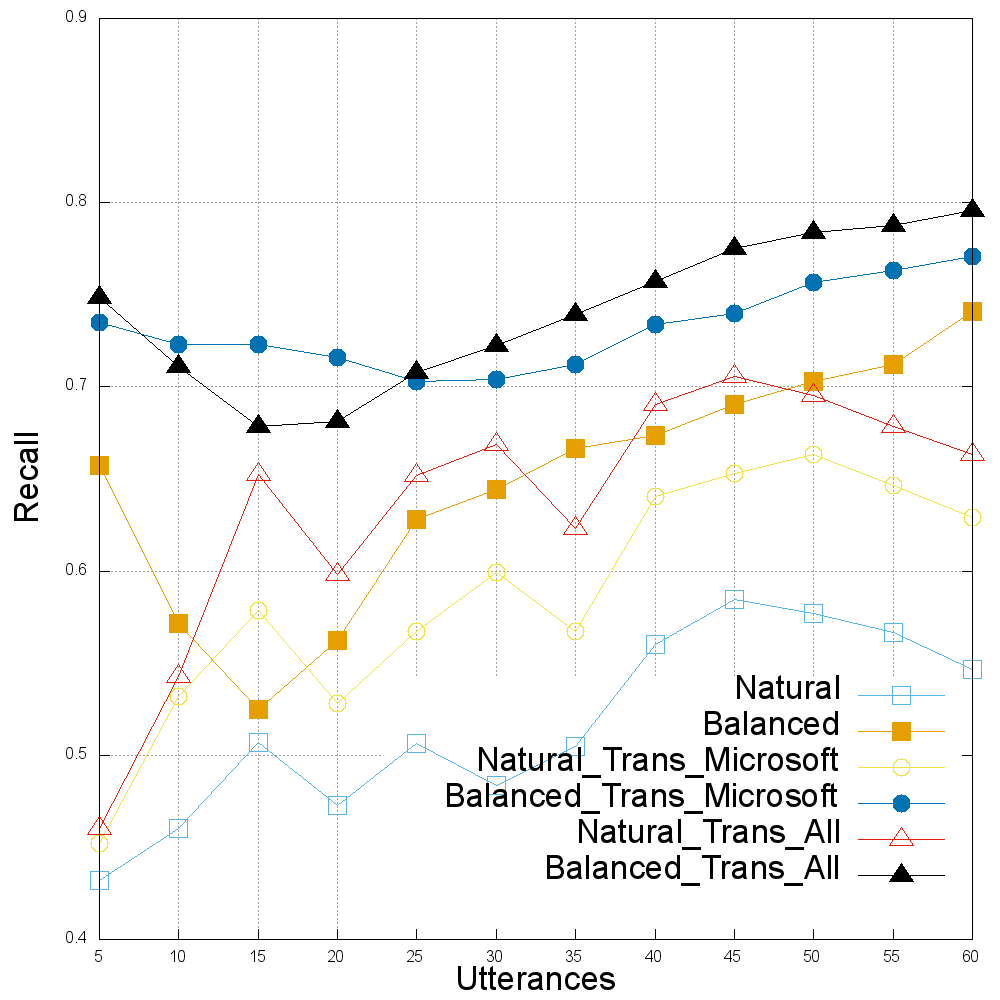 0.9
0.8
0.7
0.6
0.5
0.4
Recall
Natural
Balanced
Natural_Trans_Microsoft
Balanced_Trans_Microsoft
Natural_Trans_All
Balanced_Trans_All
5 10 15 20 25 30 35 40 45 50 55 60
Utterances